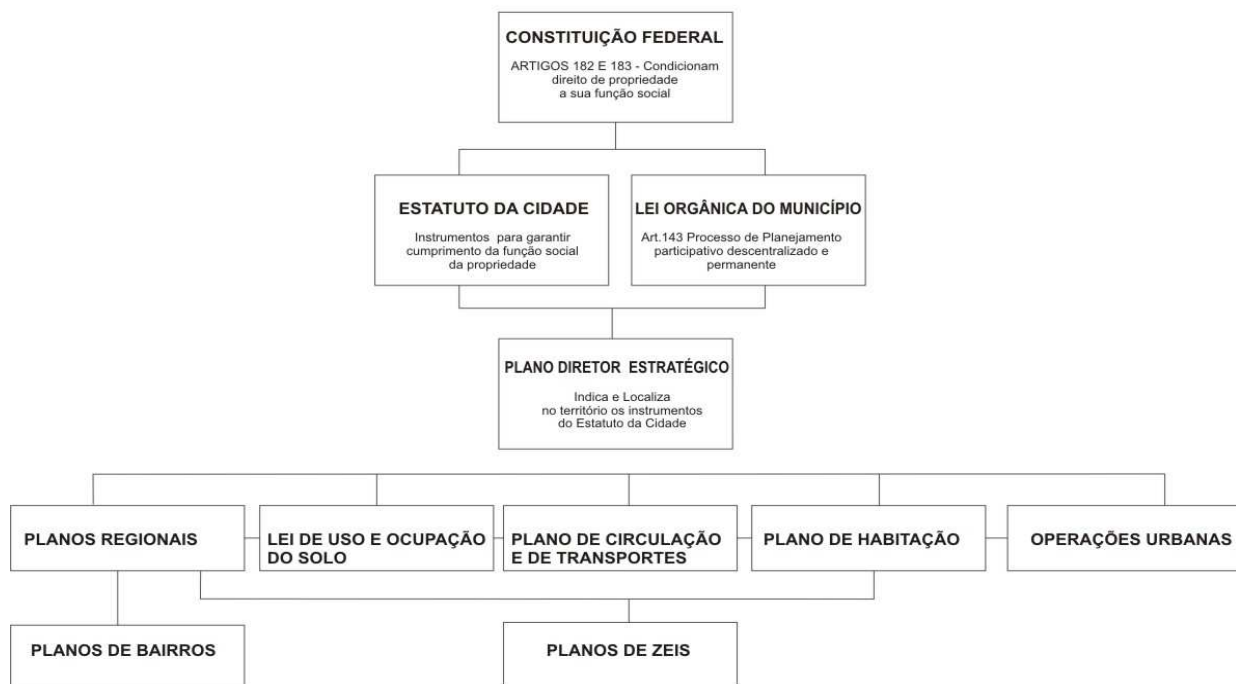 CONSTITUIÇÃO FEDERAL
ARTIGOS 182 E 183 - Condicionam
direito de propriedade
a sua função social
ESTATUTO DA CIDADE
Instrumentos para garantir
cumprimento da função social
da propriedade
LEI ORGÂNICA DO MUNICÍPIO
Art.143 Processo de Planejamento
participativo descentralizado e
permanente
PLANO DIRETOR ESTRATÉGICO
Indica e Localiza
no território os instrumentos
do Estatuto da Cidade
PLANOS REGIONAIS
LEI DE USO E OCUPAÇÃO
DO SOLO
PLANO DE CIRCULAÇÃO
E DE TRANSPORTES
PLANO DE HABITAÇÃO
OPERAÇÕES URBANAS
PLANOS DE BAIRROS
PLANOS DE ZEIS